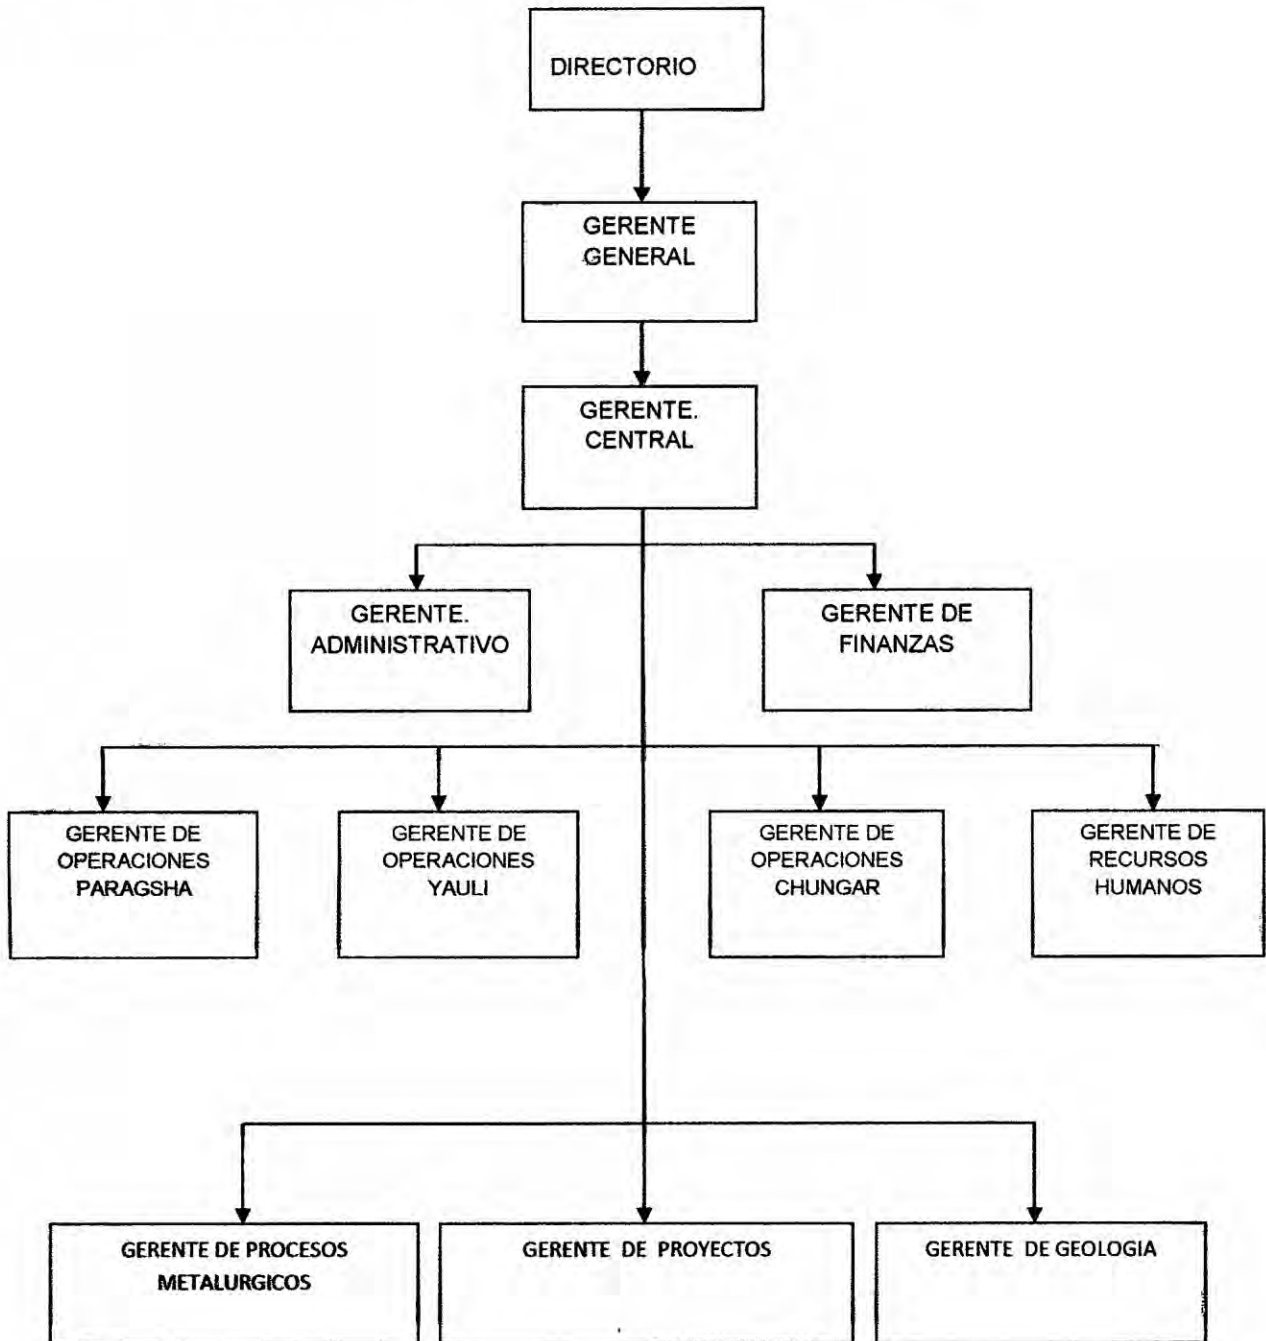 DIRECTORIO
GERENTE
GENERAL
GERENTE.
CENTRAL
GERENTE.
ADMINISTRATIVO
GERENTE DE
FINANZAS
GERENTE DE
OPERACIONES
PARAGSHA
GERENTE DE
OPERACIONES
YAULI
GERENTE DE
OPERACIONES
CHUNGAR
GERENTE DE
RECURSOS
HUMANOS
GERENTE DE PROCESOS
METALURGICOS
GERENTE DE PROYECTOS
GERENTE DE GEOLOGIA